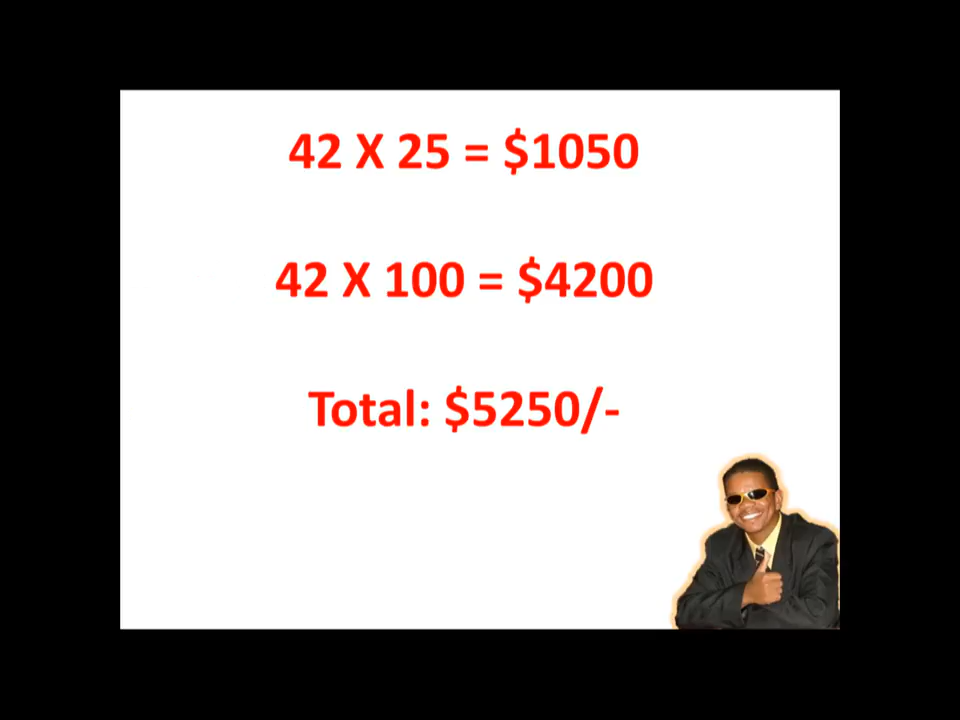 42 X 25 = $1050
42 X 100 = $4200
Total: $5250/-